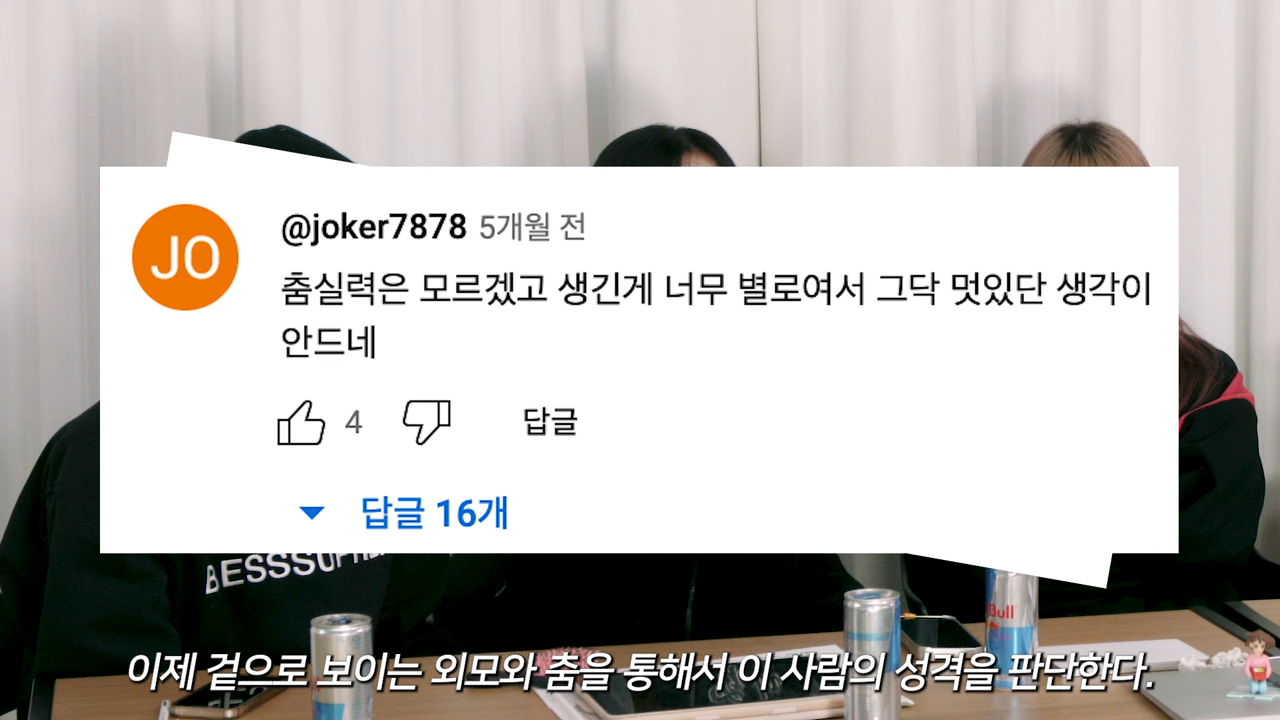 JO
@joker7878 5개월 전
춤실력은 모르겠고 생긴게 너무 별로여서 그닥 멋있단 생각이
안드네
4
답글
답글 16개
Bull
이제 겉으로 보이는 외모와 춤을 통해서 이 사람의 성격을 판단한다.